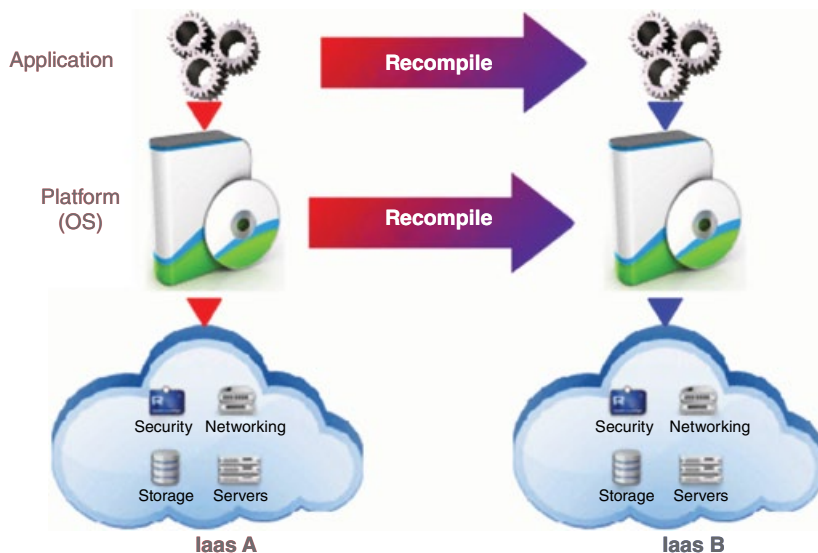 Application
Recompile
Platform
(OS)
Recompile
Security Networking
Storage Servers
Security Networking
Storage Servers
Iaas A
Iaas B